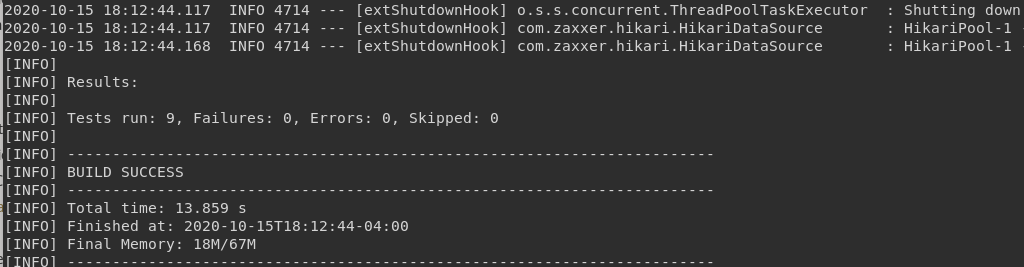 2020-10-15 18:12:44.117  INFO 4714 --- [extShutdownHook] o.s.s.concurrent.ThreadPoolTaskExecutor  : Shutting down
2020-10-15 18:12:44.117  INFO 4714 --- [extShutdownHook] com.zaxxer.hikari.HikariDataSource       : HikariPool-1
2020-10-15 18:12:44.168  INFO 4714 --- [extShutdownHook] com.zaxxer.hikari.HikariDataSource       : HikariPool-1
[INFO]
[INFO] Results:
[INFO]
[INFO] Tests run: 9, Failures: 0, Errors: 0, Skipped: 0
[INFO]
[INFO] ------------------------------------------------------------------------
[INFO] BUILD SUCCESS
[INFO] ------------------------------------------------------------------------
[INFO] Total time: 13.859 s
[INFO] Finished at: 2020-10-15T18:12:44-04:00
[INFO] Final Memory: 18M/67M
[INFO] ------------------------------------------------------------------------